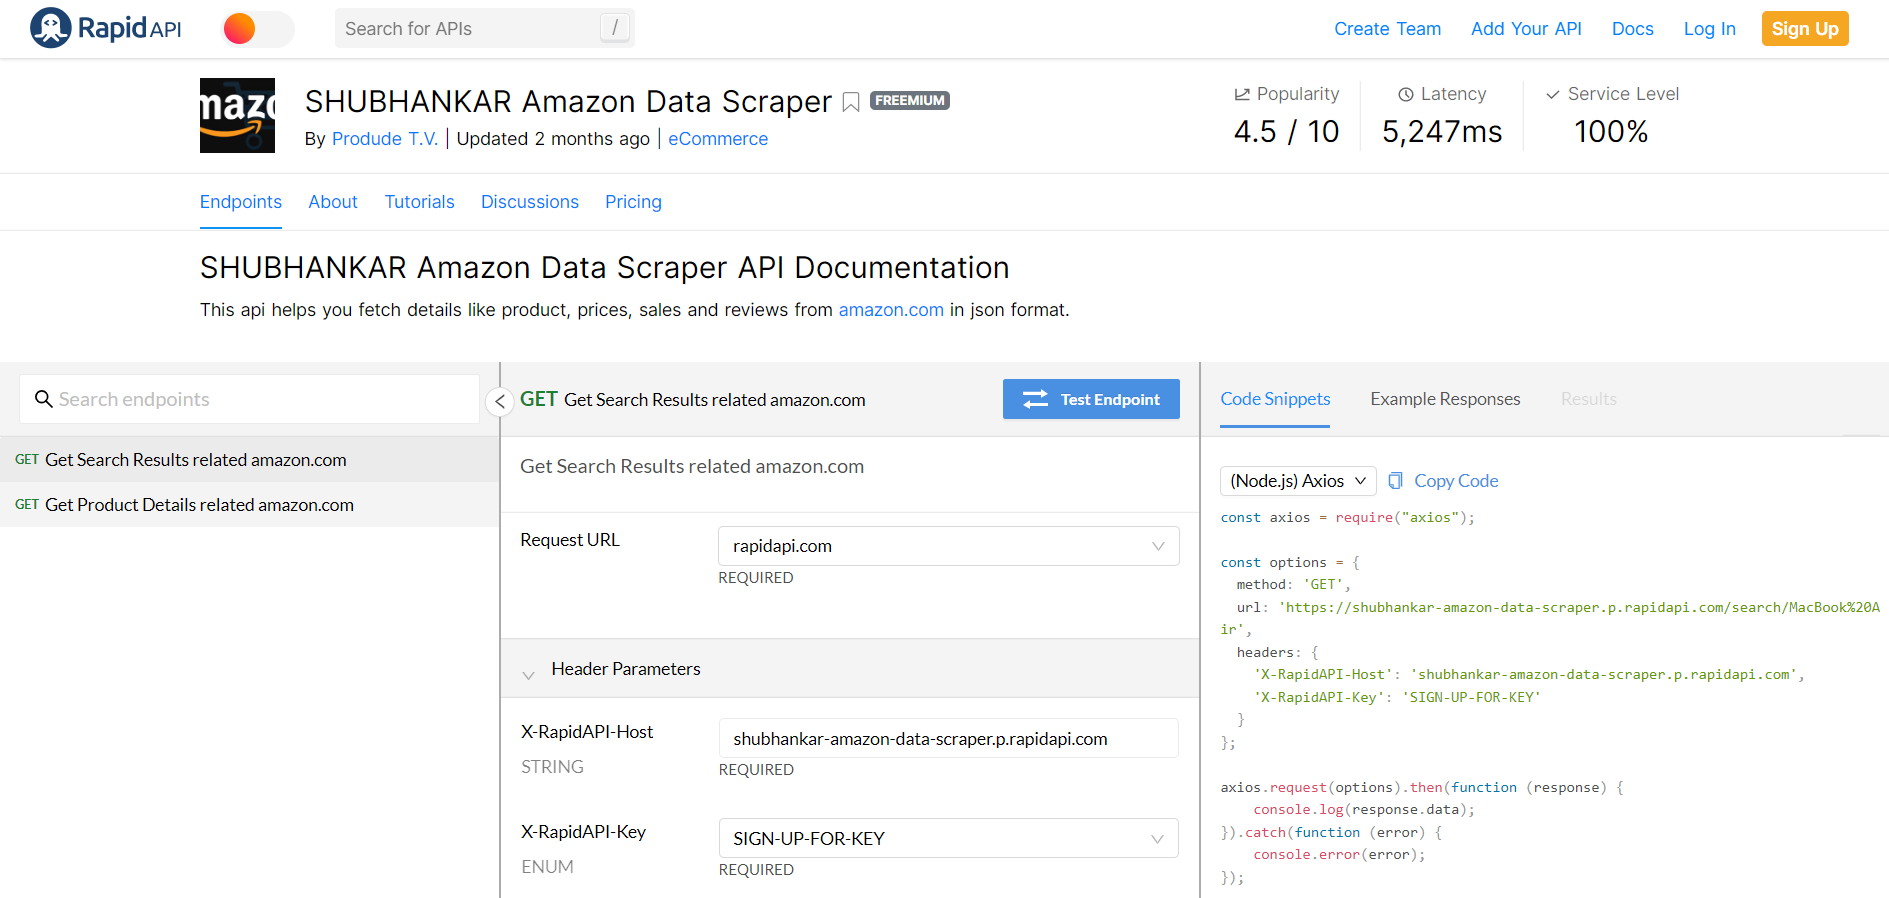 RapidAPI
Search for APIs /
Create Team Add Your API Docs Log In Sign Up
mazo
SHUBHANKAR Amazon Data Scraper FREEMIUM
By Produde T.V. | Updated 2 months ago | eCommerce
Popularity
4.5 / 10
Latency
5,247ms
Service Level
100%
Endpoints About Tutorials Discussions Pricing
SHUBHANKAR Amazon Data Scraper API Documentation
This api helps you fetch details like product, prices, sales and reviews from amazon.com in json format.
Search endpoints
GET Get Search Results related amazon.com
GET Get Product Details related amazon.com
GET Get Search Results related amazon.com
Test Endpoint
Get Search Results related amazon.com
Request URL
rapidapi.com
REQUIRED
Header Parameters
X-RapidAPI-Host
STRING
shubhankar-amazon-data-scraper.p.rapidapi.com
REQUIRED
X-RapidAPI-Key
ENUM
SIGN-UP-FOR-KEY
REQUIRED
Code Snippets Example Responses Results
(Node.js) Axios Copy Code
const axios = require("axios");
const options = {
method: 'GET',
url: 'https://shubhankar-amazon-data-scraper.p.rapidapi.com/search/MacBook%20A
ir',
headers: {
'X-RapidAPI-Host': 'shubhankar-amazon-data-scraper.p.rapidapi.com',
'X-RapidAPI-Key': 'SIGN-UP-FOR-KEY'
}
};
axios.request(options).then(function (response) {
console.log(response.data);
}).catch(function (error) {
console.error(error);
});